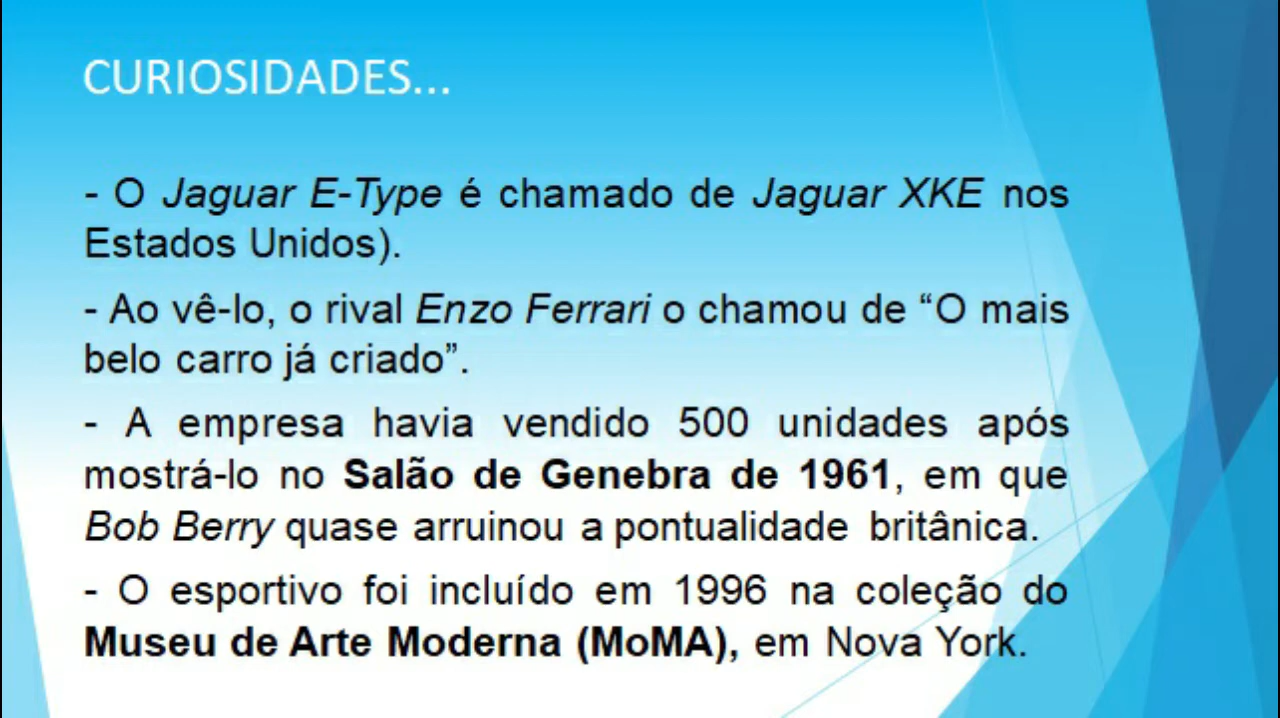 CURIOSIDADES...
- O Jaguar E-Type é chamado de Jaguar XKE nos
Estados Unidos).
- Ao vê-lo, o rival Enzo Ferrari o chamou de “O mais
belo carro já criado”.
- A empresa havia vendido 500 unidades após
mostrá-lo no Salão de Genebra de 1961, em que
Bob Berry quase arruinou a pontualidade britânica.
- O esportivo foi incluído em 1996 na coleção do
Museu de Arte Moderna (MoMA), em Nova York.